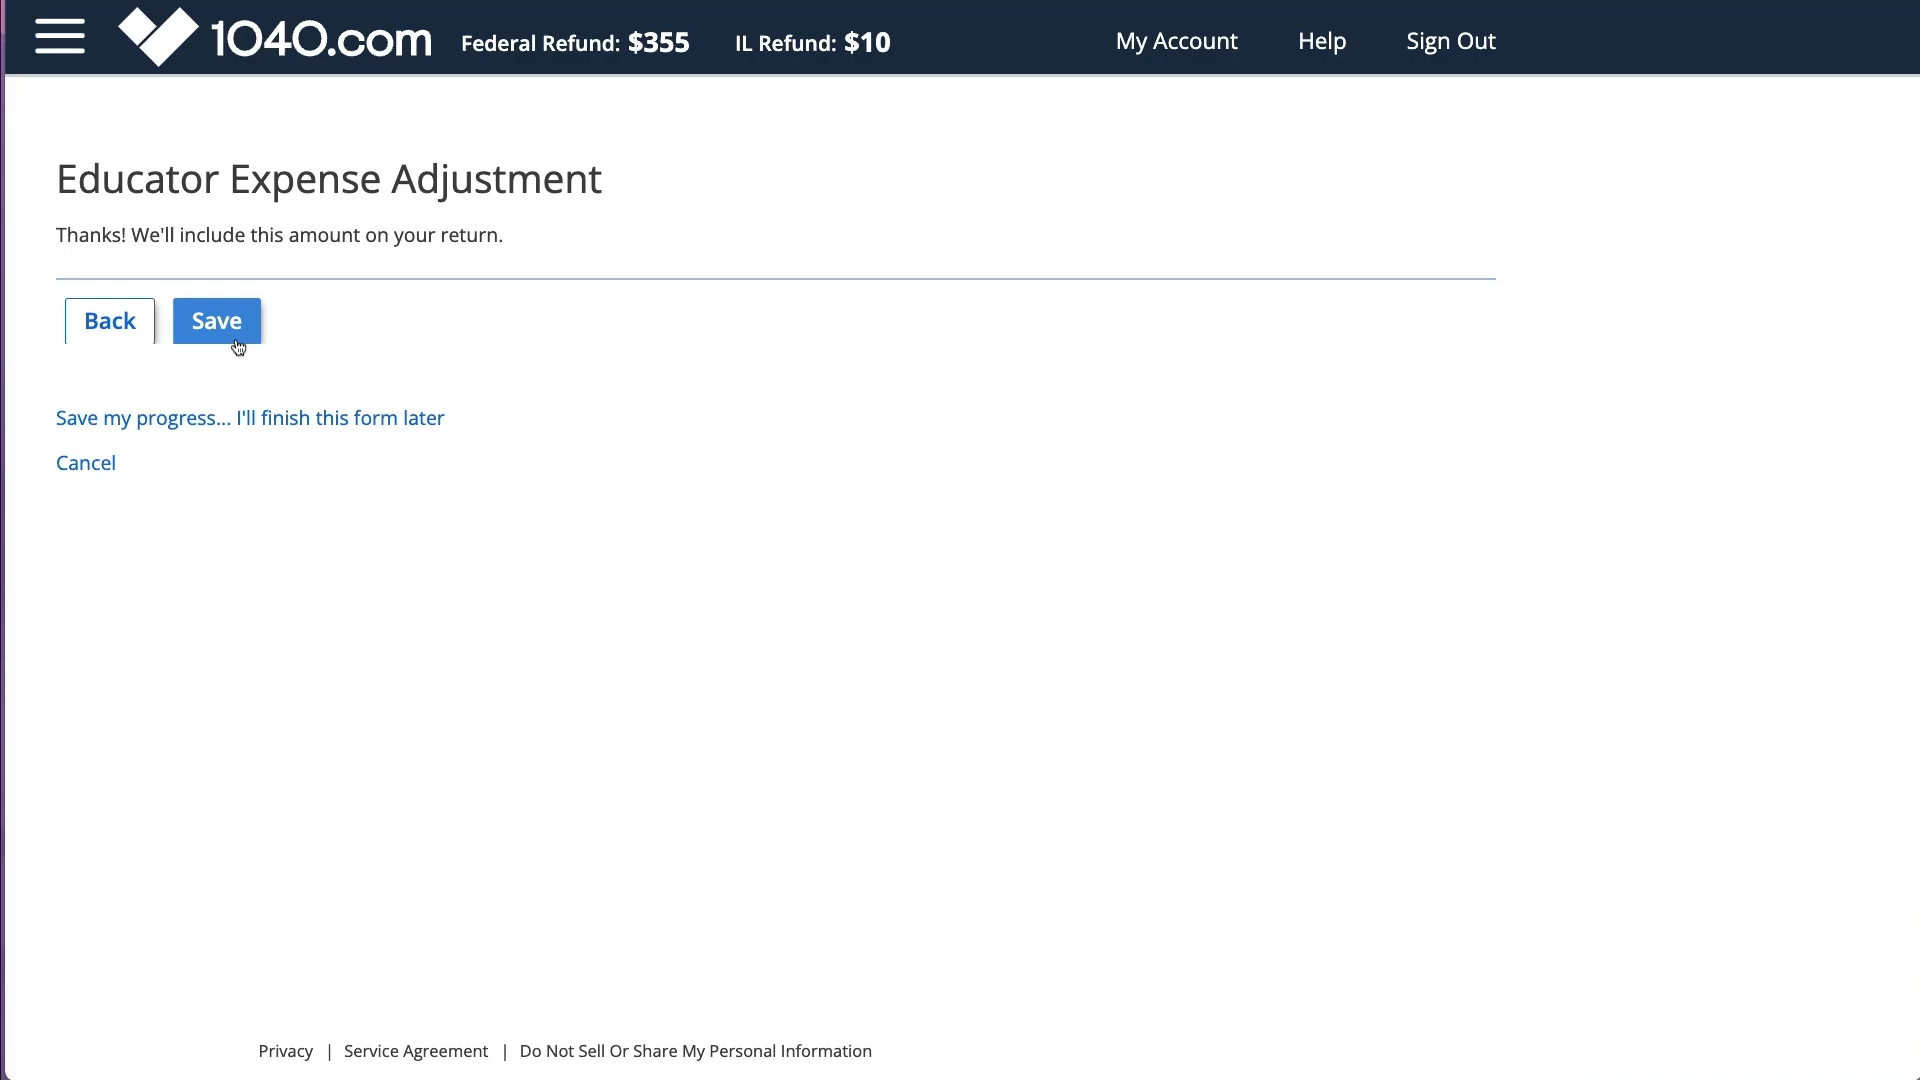 1040.com Federal Refund: $355 IL Refund: $10 My Account Help Sign Out
Educator Expense Adjustment
Thanks! We'll include this amount on your return.
Back Save
Save my progress... I'll finish this form later
Cancel
Privacy | Service Agreement | Do Not Sell Or Share My Personal Information